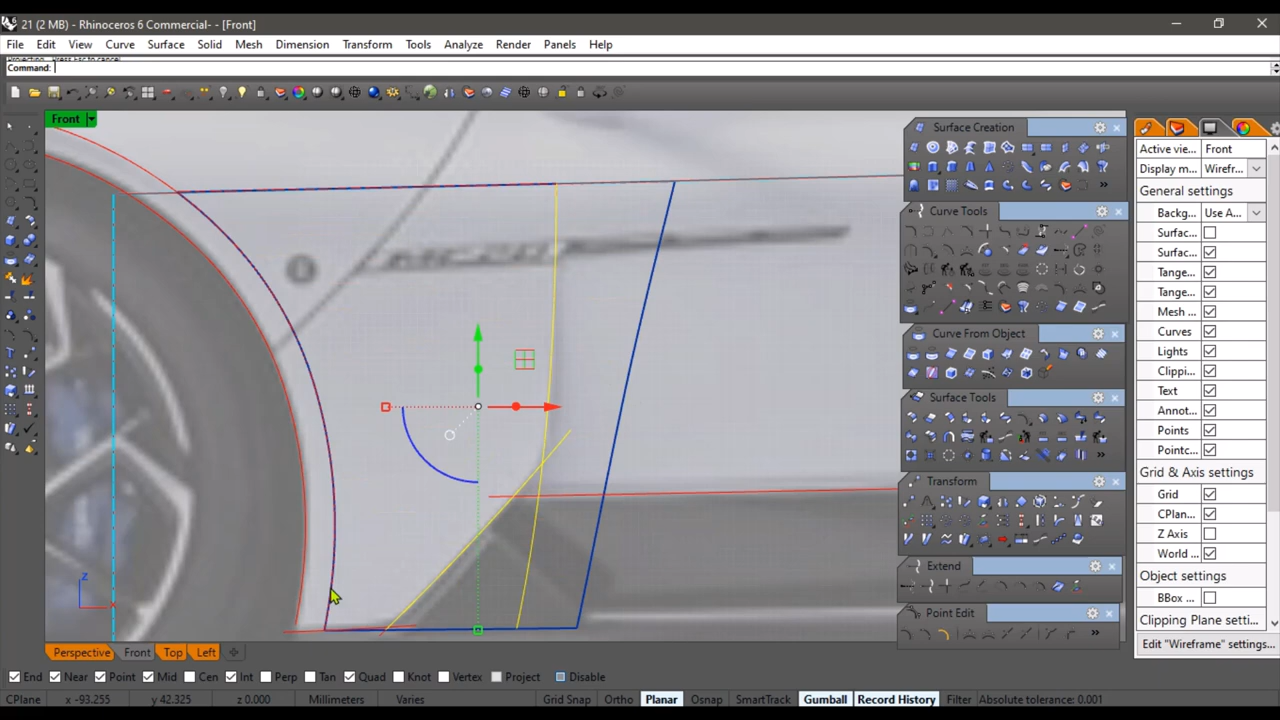 21 (2 MB) - Rhinoceros 6 Commercial- - [Front]
File Edit View Curve Surface Solid Mesh Dimension Transform Tools Analyze Render Panels Help
Projecting... Press Esc to cancel
Command:
Front
Surface Creation
Curve Tools
Curve From Object
Surface Tools
Transform
Extend
Point Edit
Active vie... Front
Display m... Wirefr...
General settings
Backg... Use A...
Surfac...
Surfac...
Tange...
Tange...
Mesh ...
Curves
Lights
Clippi...
Text
Annot...
Points
Pointc...
Grid & Axis settings
Grid
CPlan...
Z Axis
World ...
Object settings
BBox ...
Clipping Plane setti...
Edit "Wireframe" settings...
z
x
Perspective Front Top Left
End Near Point Mid Cen Int Perp Tan Quad Knot Vertex Project Disable
CPlane x -93.255 y 42.325 z 0.000 Millimeters Varies Grid Snap Ortho Planar Osnap SmartTrack Gumball Record History Filter Absolute tolerance: 0.001